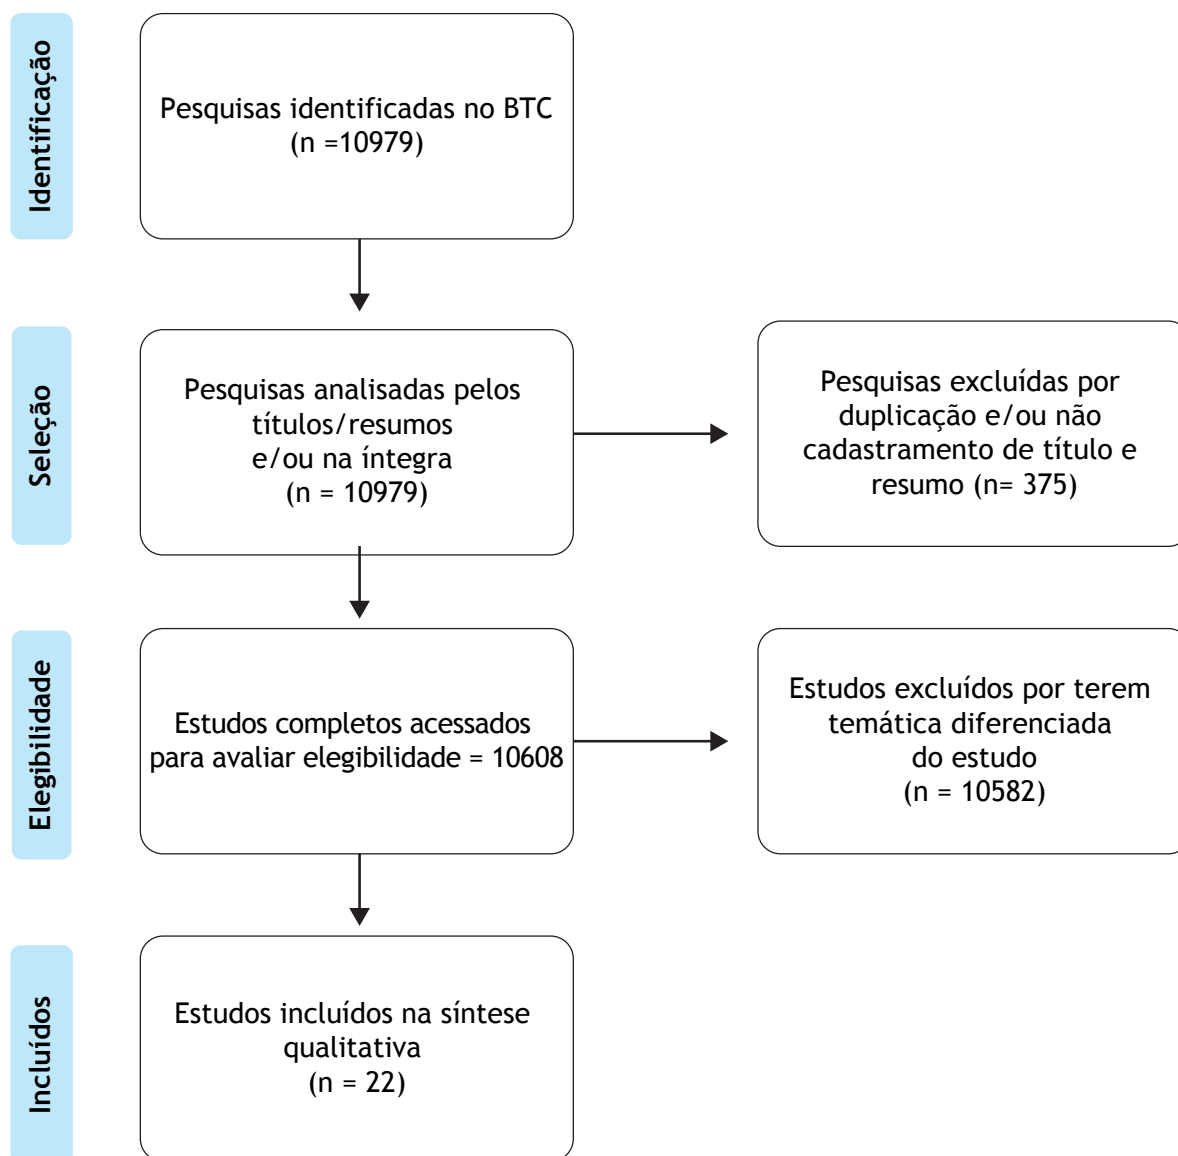 Identificação
Pesquisas identificadas no BTC
(n =10979)
Seleção
Pesquisas analisadas pelos
títulos/resumos
e/ou na íntegra
(n = 10979)
Pesquisas excluídas por
duplicação e/ou não
cadastramento de título e
resumo (n= 375)
Elegibilidade
Estudos completos acessados
para avaliar elegibilidade = 10608
Estudos excluídos por terem
temática diferenciada
do estudo
(n = 10582)
Incluídos
Estudos incluídos na síntese
qualitativa
(n = 22)